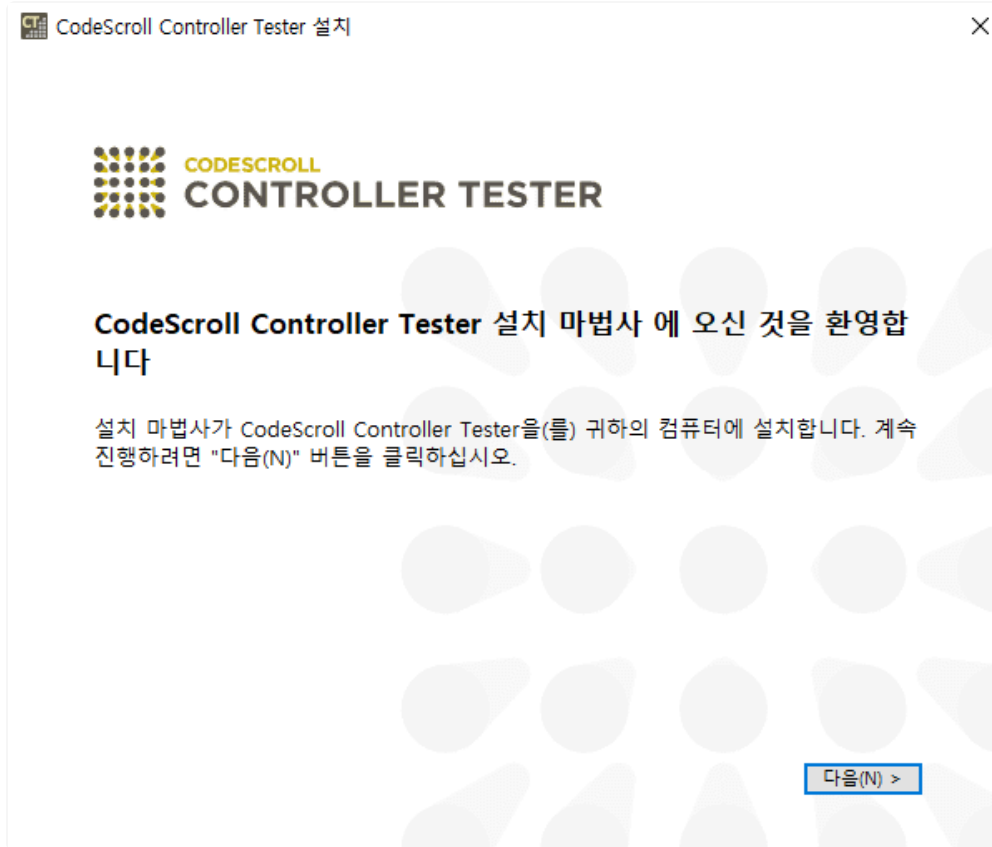 CT
CodeScroll Controller Tester 설치
CODESCROLL
CONTROLLER TESTER
CodeScroll Controller Tester 설치 마법사 에 오신 것을 환영합
니다
설치 마법사가 CodeScroll Controller Tester을(를) 귀하의 컴퓨터에 설치합니다. 계속
진행하려면 "다음(N)" 버튼을 클릭하십시오.
다음(N) >